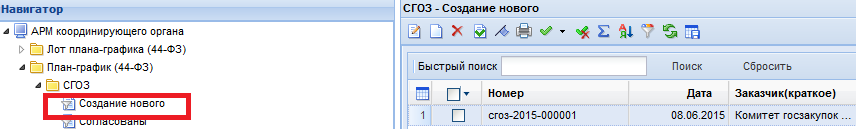 Навигатор
АРМ координирующего органа
Лот плана-графика (44-ФЗ)
План-график (44-ФЗ)
СГОЗ
Создание нового
Согласованы
СГОЗ - Создание нового
Быстрый поиск Поиск Сбросить
Номер Дата Заказчик(краткое)
1 сгоз-2015-000001 08.06.2015 Комитет госзакупок ...